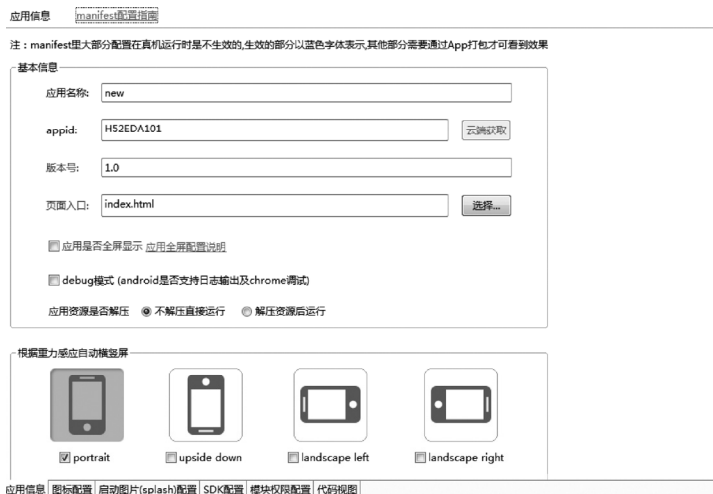 应用信息 manifest配置指南
注：manifest里大部分配置在真机运行时是不生效的,生效的部分以蓝色字体表示,其他部分需要通过App打包才可看到效果
基本信息
应用名称: new
appid: H52EDA101 云端获取
版本号: 1.0
页面入口: index.html 选择...
应用是否全屏显示 应用全屏配置说明
debug模式 (android是否支持日志输出及chrome调试)
应用资源是否解压 不解压直接运行 解压资源后运行
根据重力感应自动横竖屏
portrait upside down landscape left landscape right
应用信息 图标配置 启动图片(splash)配置 SDK配置 模块权限配置 代码视图